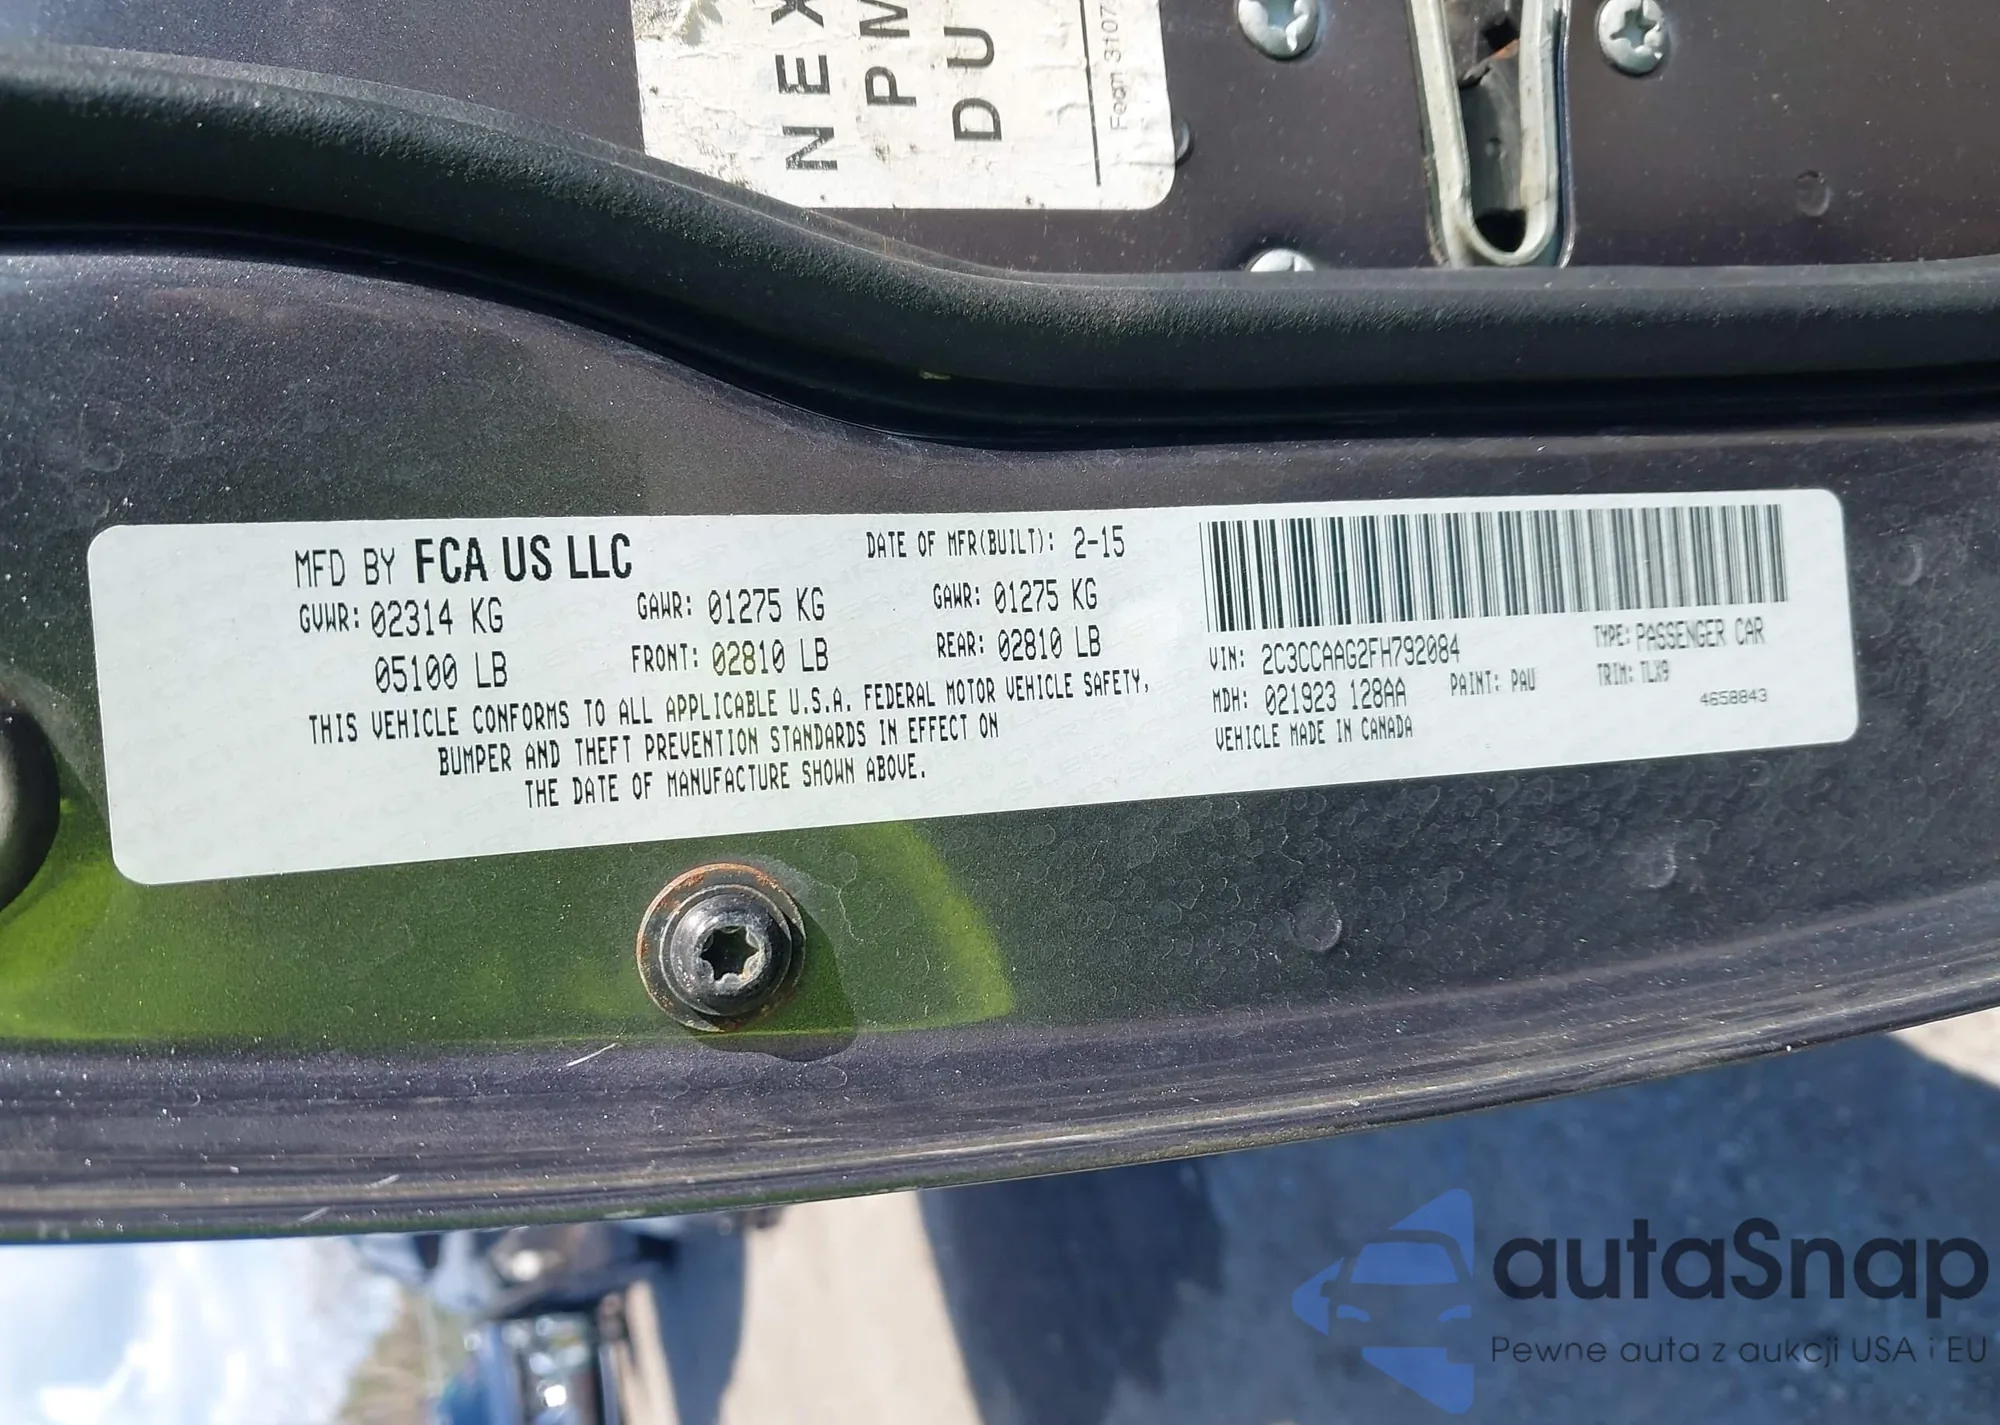 NEX
PM
DU
Feam 3107
MFD BY FCA US LLC
DATE OF MFR(BUILT): 2-15
GVWR: 02314 KG
GAWR: 01275 KG
GAWR: 01275 KG
05100 LB
FRONT: 02810 LB
REAR: 02810 LB
THIS VEHICLE CONFORMS TO ALL APPLICABLE U.S.A. FEDERAL MOTOR VEHICLE SAFETY,
BUMPER AND THEFT PREVENTION STANDARDS IN EFFECT ON
THE DATE OF MANUFACTURE SHOWN ABOVE.
VIN: 2C3CCAAG2FH792084
TYPE: PASSENGER CAR
MDH: 021923 128AA
PAINT: PAU
TRIM: TLX9
VEHICLE MADE IN CANADA
4658843
autaSnap
Pewne auta z aukcji USA i EU